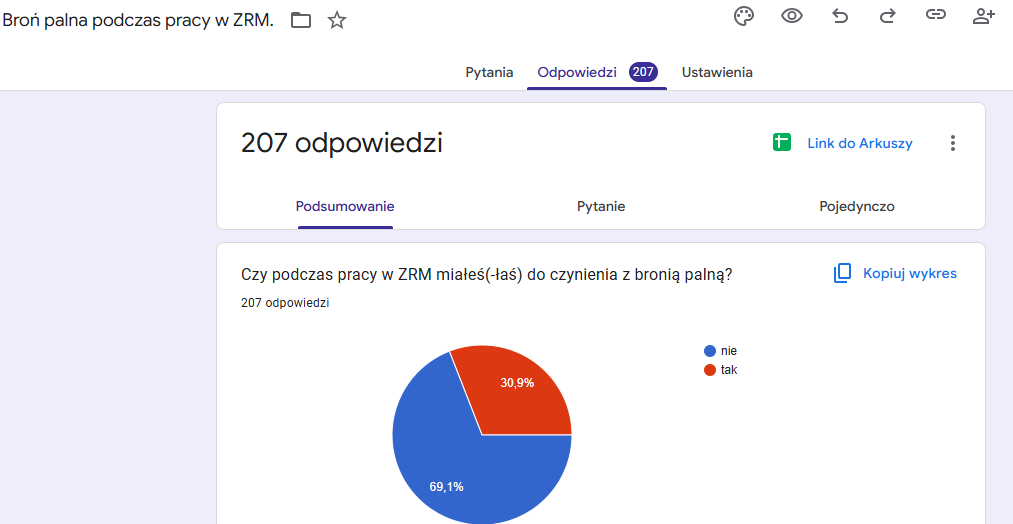 Broń palna podczas pracy w ZRM.
Pytania Odpowiedzi 207 Ustawienia
207 odpowiedzi
Link do Arkuszy
Podsumowanie Pytanie Pojedynczo
Czy podczas pracy w ZRM miałeś(-łaś) do czynienia z bronią palną?
Kopiuj wykres
207 odpowiedzi
nie
tak
30,9%
69,1%